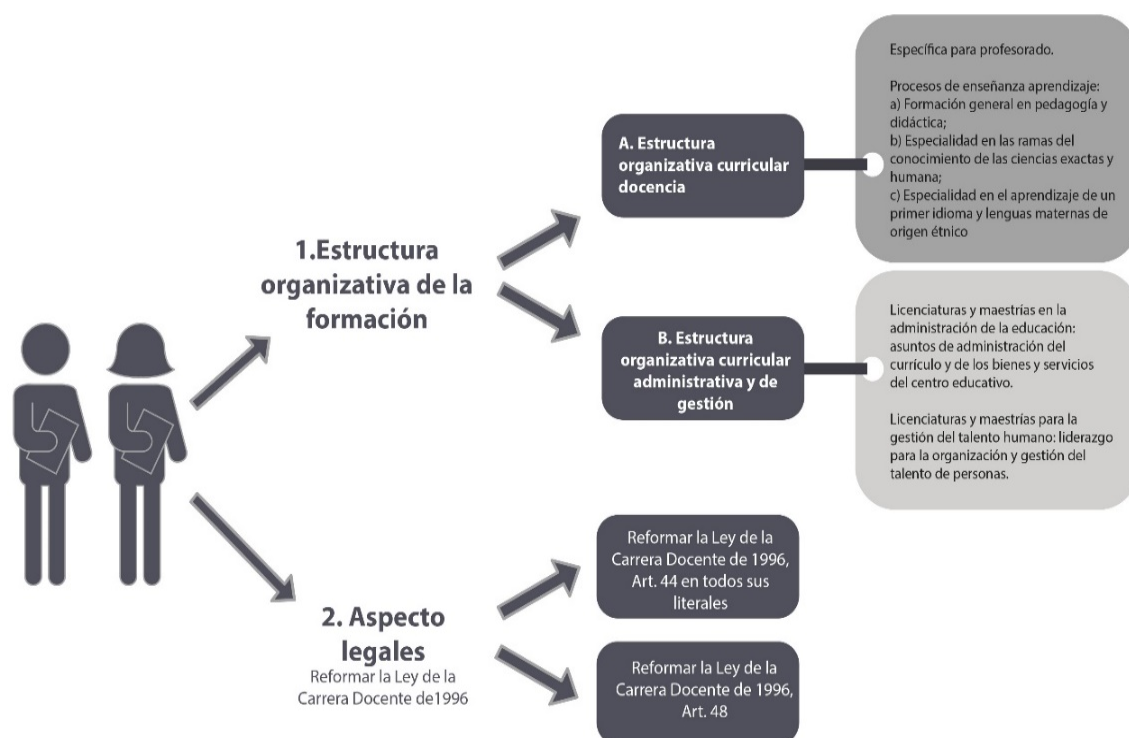 1.Estructura
organizativa de la
formación
A. Estructura
organizativa curricular
docencia
Específica para profesorado.
Procesos de enseñanza aprendizaje:
a) Formación general en pedagogía y
didáctica;
b) Especialidad en las ramas del
conocimiento de las ciencias exactas y
humana;
c) Especialidad en el aprendizaje de un
primer idioma y lenguas maternas de
origen étnico
B. Estructura
organizativa curricular
administrativa y de
gestión
Licenciaturas y maestrías en la
administración de la educación:
asuntos de administración del
currículo y de los bienes y servicios
del centro educativo.
Licenciaturas y maestrías para la
gestión del talento humano: liderazgo
para la organización y gestión del
talento de personas.
2. Aspecto
legales
Reformar la Ley de la
Carrera Docente de1996
Reformar la Ley de la
Carrera Docente de 1996,
Art. 44 en todos sus
literales
Reformar la Ley de la
Carrera Docente de 1996,
Art. 48